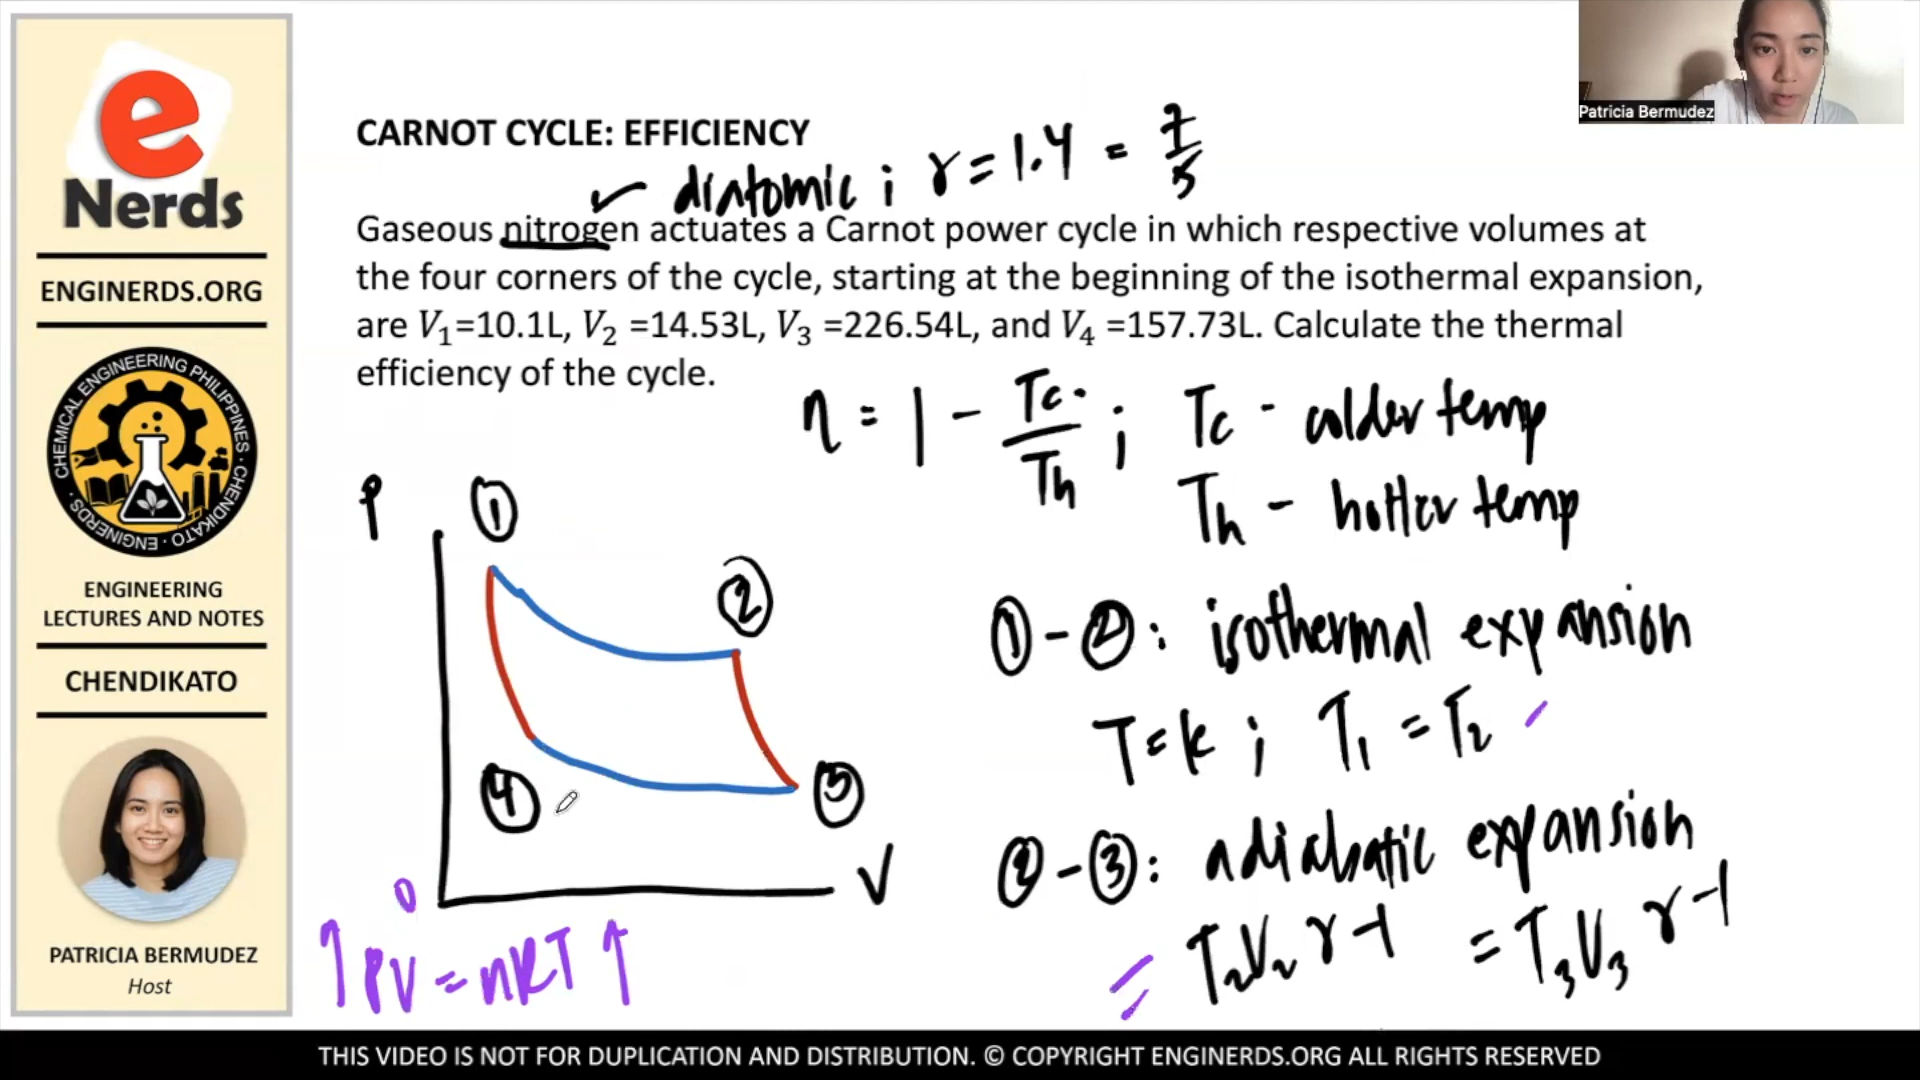 e
Nerds
ENGINERDS.ORG
CHEMICAL ENGINEERING PHILIPPINES · CHENDIKATO · ENGINERDS ·
ENGINEERING
LECTURES AND NOTES
CHENDIKATO
PATRICIA BERMUDEZ
Host
Patricia Bermudez
CARNOT CYCLE: EFFICIENCY
✓ diatomic ; γ = 1.4 = 7/5
Gaseous nitrogen actuates a Carnot power cycle in which respective volumes at
the four corners of the cycle, starting at the beginning of the isothermal expansion,
are V₁=10.1L, V₂ =14.53L, V₃ =226.54L, and V₄ =157.73L. Calculate the thermal
efficiency of the cycle.
η = 1 - Tc/Th ; Tc - colder temp
Th - hotter temp
P
①
②
④
③
V
0
↑ PV = nRT ↑
① - ② : isothermal expansion
T = k ; T₁ = T₂
② - ③ : adiabatic expansion
= T₂V₂ γ-1 = T₃V₃ γ-1
THIS VIDEO IS NOT FOR DUPLICATION AND DISTRIBUTION. © COPYRIGHT ENGINERDS.ORG ALL RIGHTS RESERVED